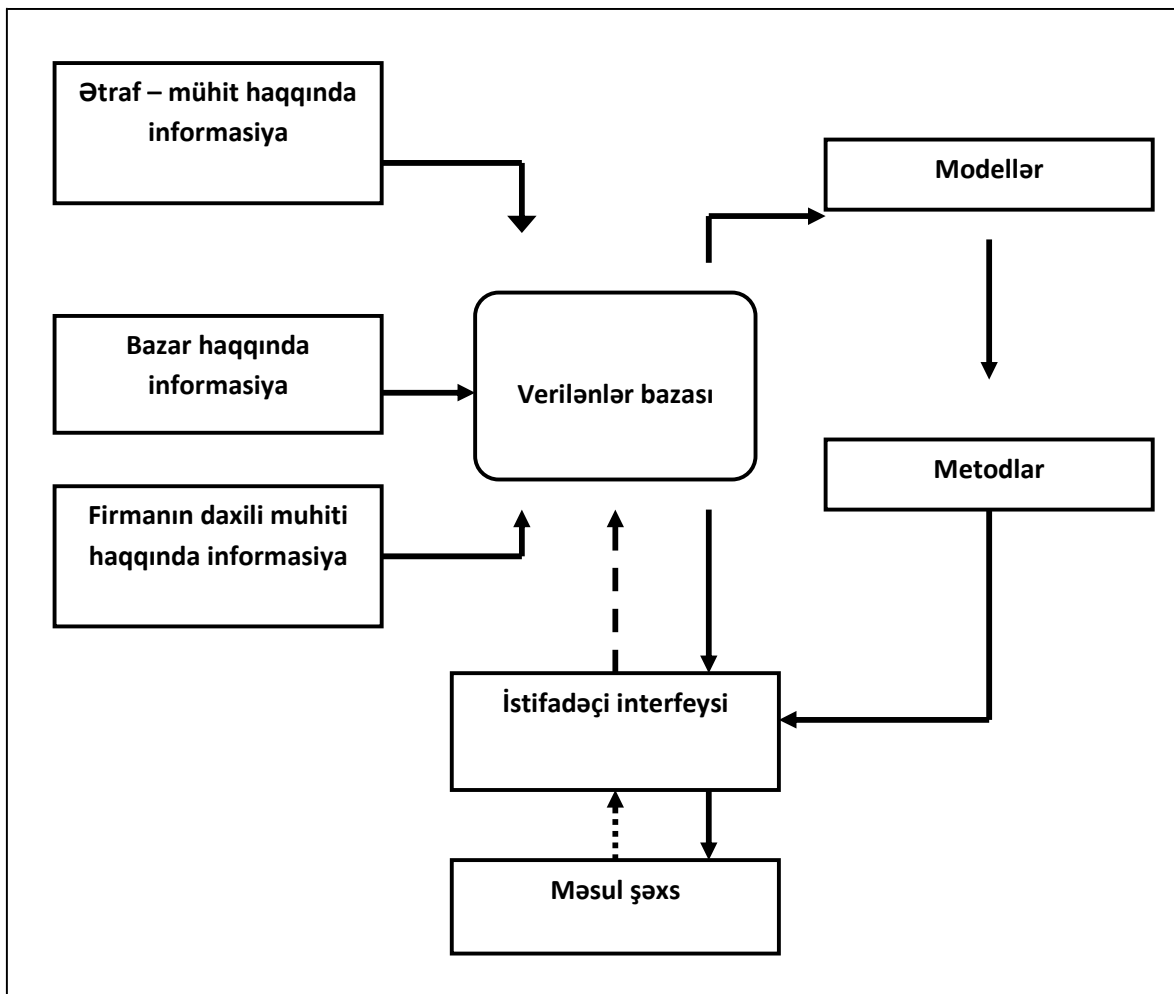 Ətraf – mühit haqqında
informasiya
Modellər
Bazar haqqında
informasiya
Verilənlər bazası
Metodlar
Firmanın daxili muhiti
haqqında informasiya
İstifadəçi interfeysi
Məsul şəxs